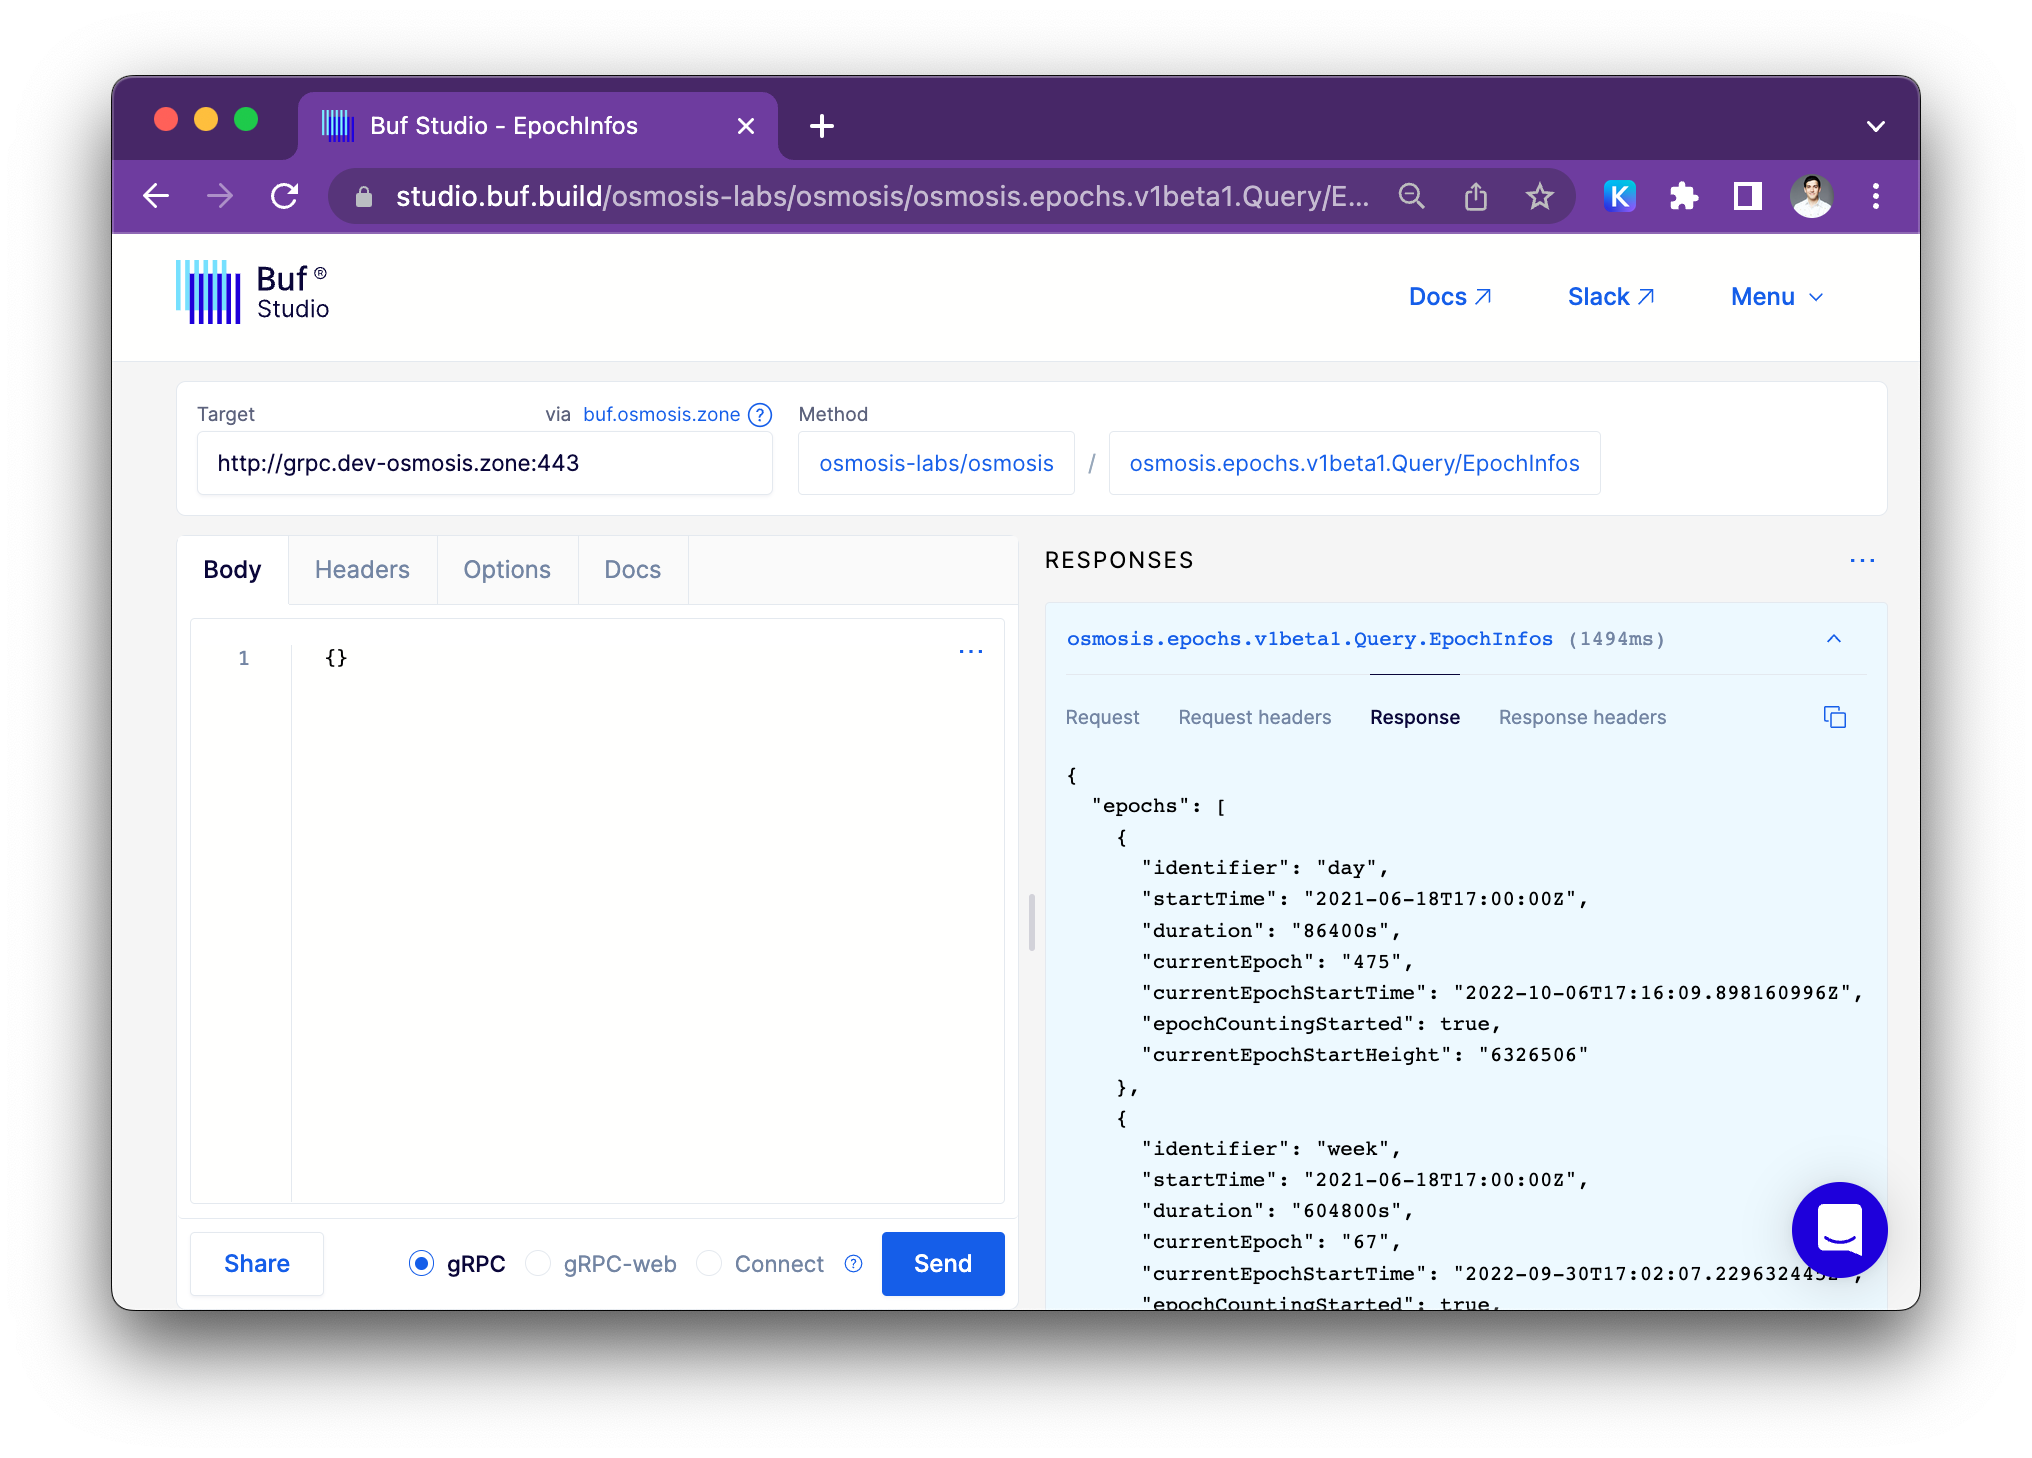 Buf Studio - EpochInfos
studio.buf.build/osmosis-labs/osmosis/osmosis.epochs.v1beta1.Query/E...
K
Buf ®
Studio
Docs
Slack
Menu
Target
via buf.osmosis.zone ?
Method
http://grpc.dev-osmosis.zone:443
osmosis-labs/osmosis / osmosis.epochs.v1beta1.Query/EpochInfos
Body
Headers
Options
Docs
1 {}
Share
gRPC
gRPC-web
Connect ?
Send
RESPONSES
osmosis.epochs.v1beta1.Query.EpochInfos (1494ms)
Request
Request headers
Response
Response headers
{
"epochs": [
{
"identifier": "day",
"startTime": "2021-06-18T17:00:00Z",
"duration": "86400s",
"currentEpoch": "475",
"currentEpochStartTime": "2022-10-06T17:16:09.898160996Z",
"epochCountingStarted": true,
"currentEpochStartHeight": "6326506"
},
{
"identifier": "week",
"startTime": "2021-06-18T17:00:00Z",
"duration": "604800s",
"currentEpoch": "67",
"currentEpochStartTime": "2022-09-30T17:02:07.229632445Z",
"epochCountingStarted": true,